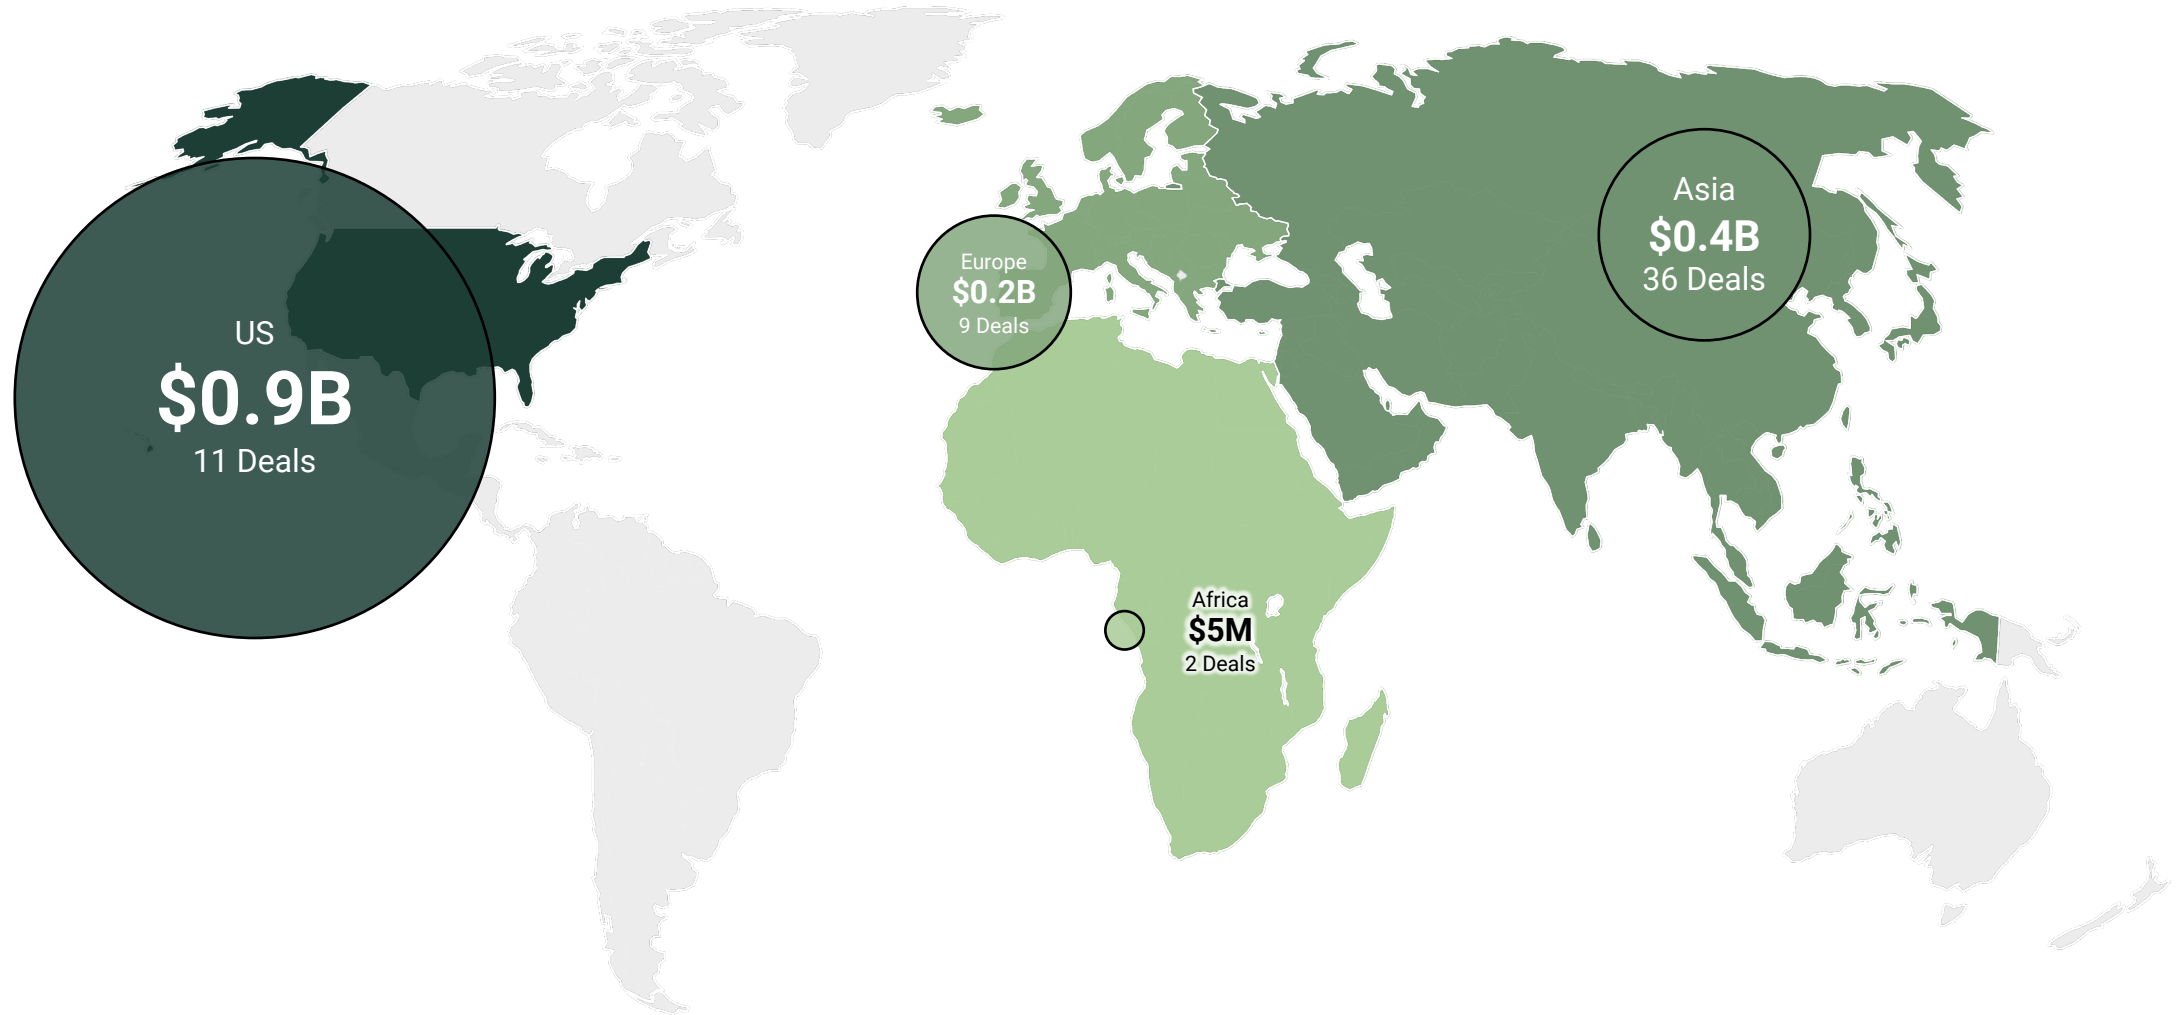 US
$0.9B
11 Deals
Europe
$0.2B
9 Deals
Asia
$0.4B
36 Deals
Africa
$5M
2 Deals